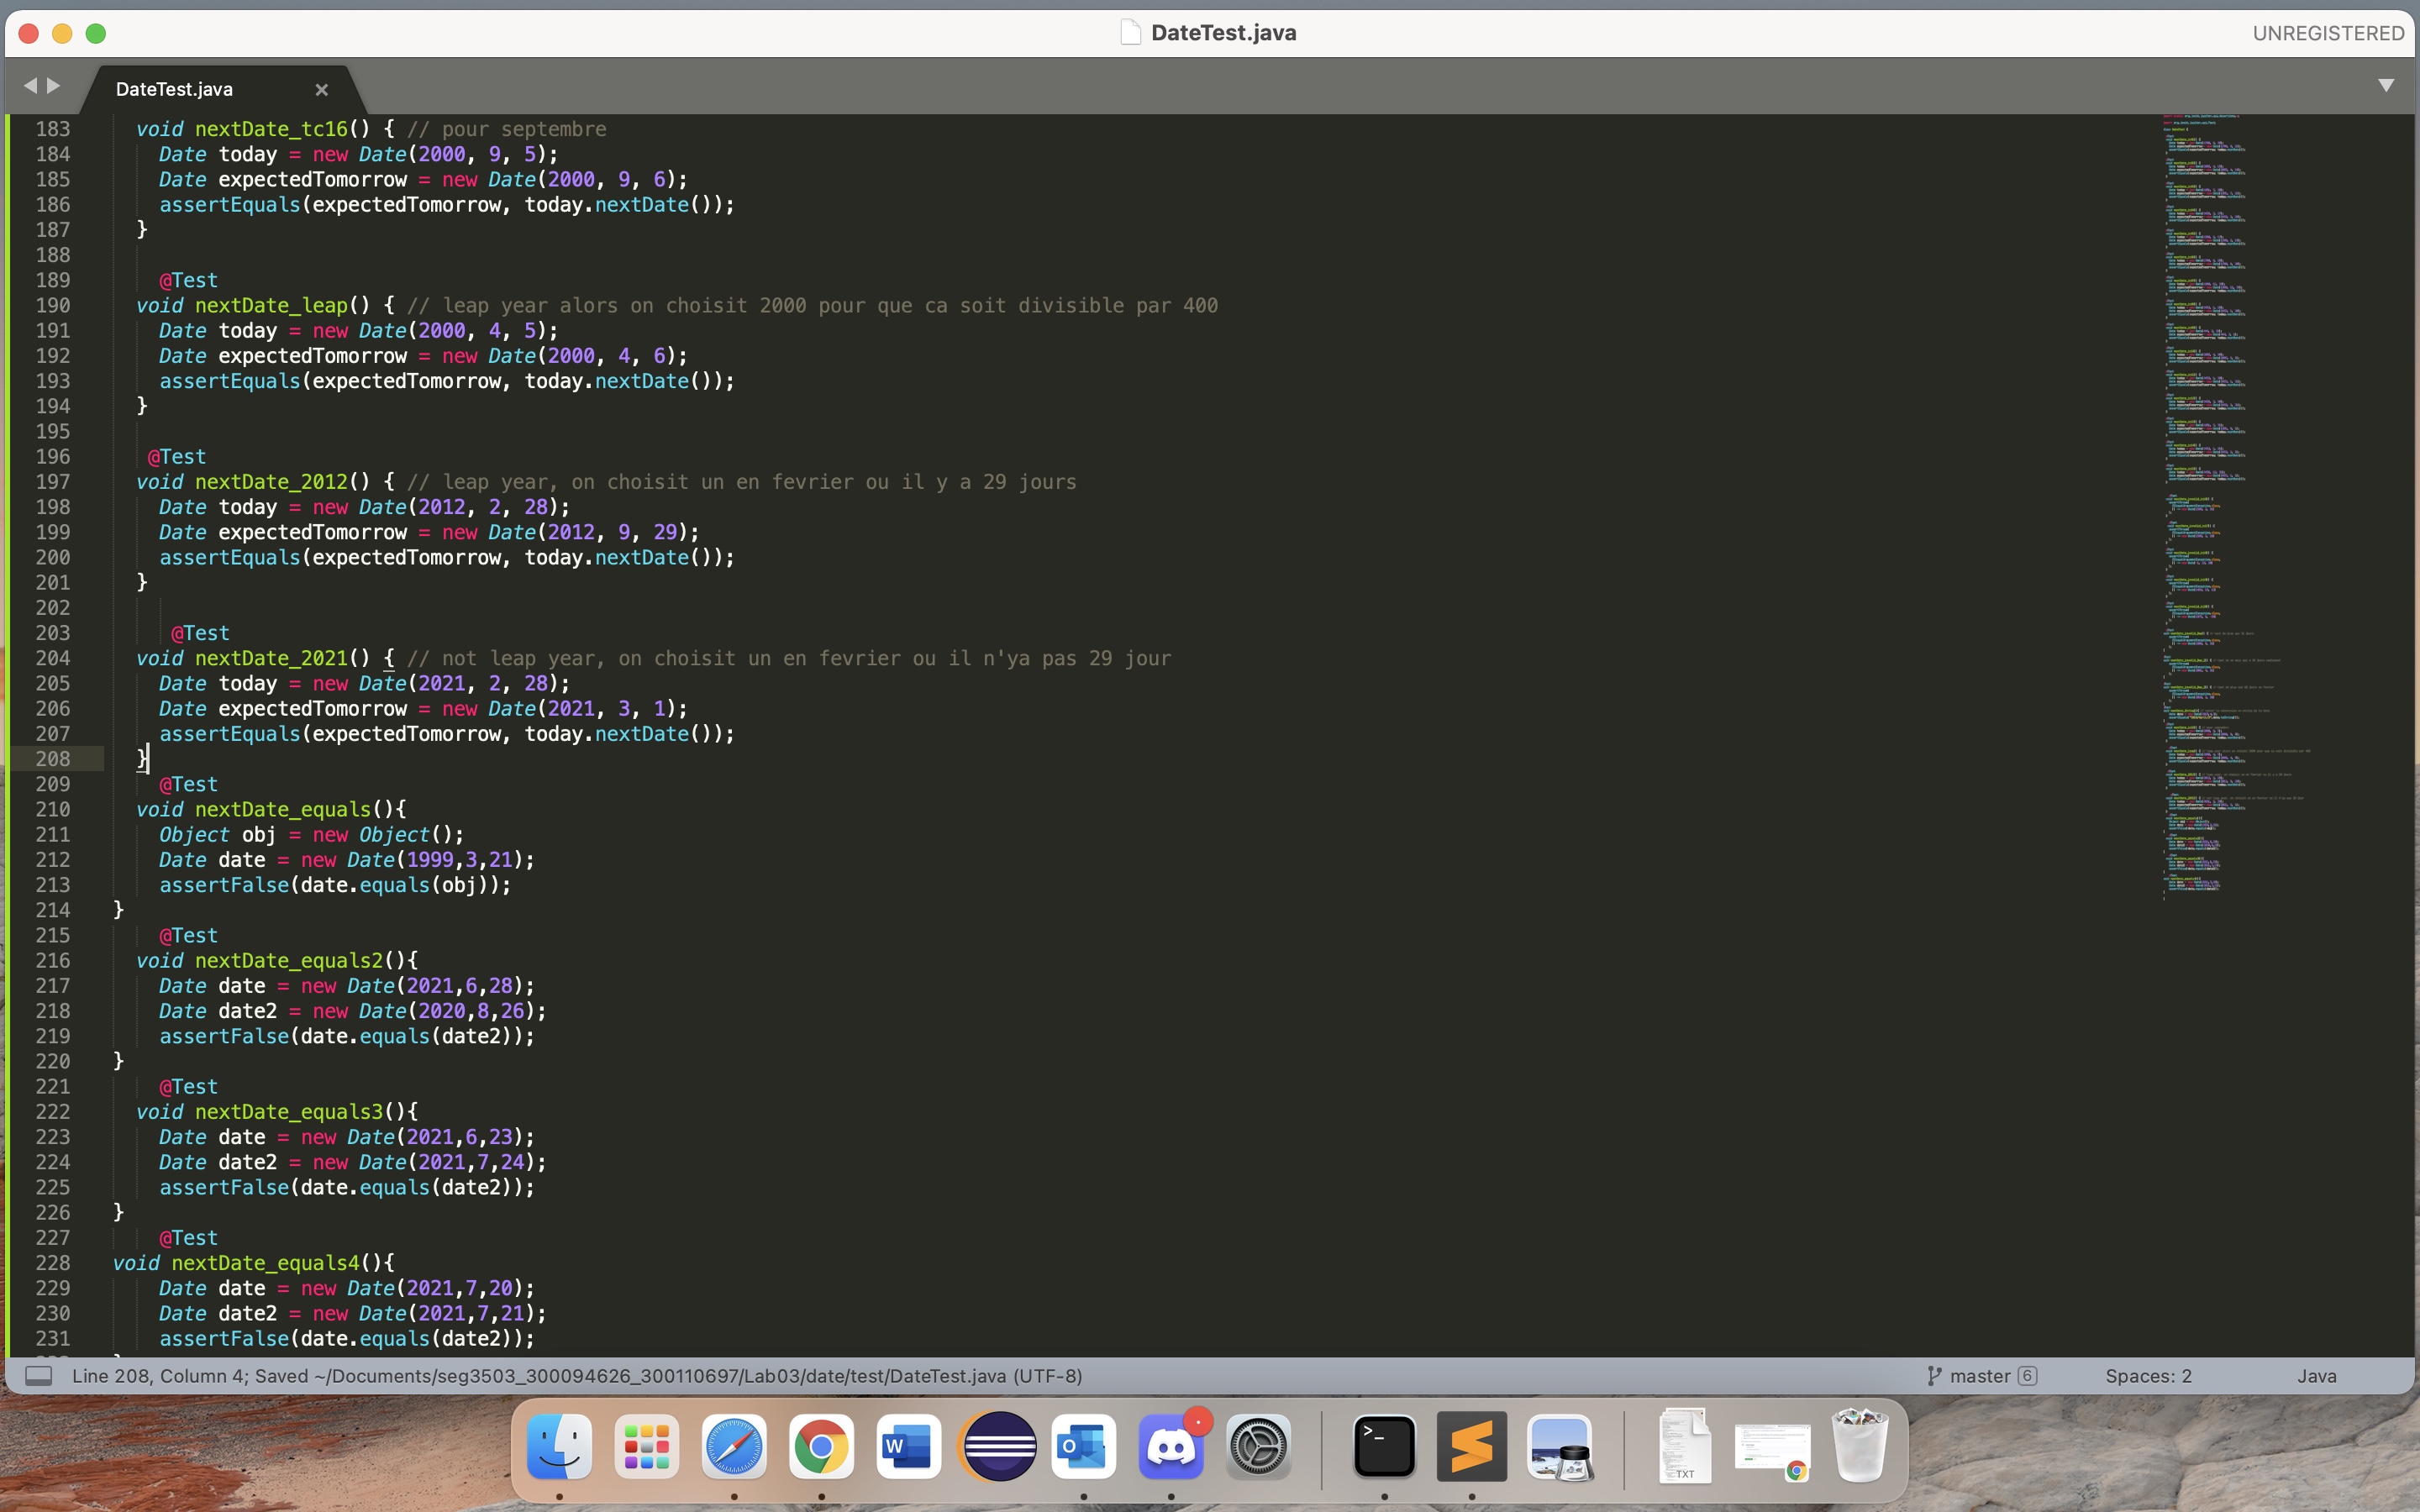 DateTest.java
UNREGISTERED
DateTest.java
183 void nextDate_tc16() { // pour septembre
184 Date today = new Date(2000, 9, 5);
185 Date expectedTomorrow = new Date(2000, 9, 6);
186 assertEquals(expectedTomorrow, today.nextDate());
187 }
188
189 @Test
190 void nextDate_leap() { // leap year alors on choisit 2000 pour que ca soit divisible par 400
191 Date today = new Date(2000, 4, 5);
192 Date expectedTomorrow = new Date(2000, 4, 6);
193 assertEquals(expectedTomorrow, today.nextDate());
194 }
195
196 @Test
197 void nextDate_2012() { // leap year, on choisit un en fevrier ou il y a 29 jours
198 Date today = new Date(2012, 2, 28);
199 Date expectedTomorrow = new Date(2012, 9, 29);
200 assertEquals(expectedTomorrow, today.nextDate());
201 }
202
203 @Test
204 void nextDate_2021() { // not leap year, on choisit un en fevrier ou il n'ya pas 29 jour
205 Date today = new Date(2021, 2, 28);
206 Date expectedTomorrow = new Date(2021, 3, 1);
207 assertEquals(expectedTomorrow, today.nextDate());
208 }
209 @Test
210 void nextDate_equals(){
211 Object obj = new Object();
212 Date date = new Date(1999,3,21);
213 assertFalse(date.equals(obj));
214 }
215 @Test
216 void nextDate_equals2(){
217 Date date = new Date(2021,6,28);
218 Date date2 = new Date(2020,8,26);
219 assertFalse(date.equals(date2));
220 }
221 @Test
222 void nextDate_equals3(){
223 Date date = new Date(2021,6,23);
224 Date date2 = new Date(2021,7,24);
225 assertFalse(date.equals(date2));
226 }
227 @Test
228 void nextDate_equals4(){
229 Date date = new Date(2021,7,20);
230 Date date2 = new Date(2021,7,21);
231 assertFalse(date.equals(date2));
Line 208, Column 4; Saved ~/Documents/seg3503_300094626_300110697/Lab03/date/test/DateTest.java (UTF-8)
master 6
Spaces: 2
Java
W
O
>_
TXT